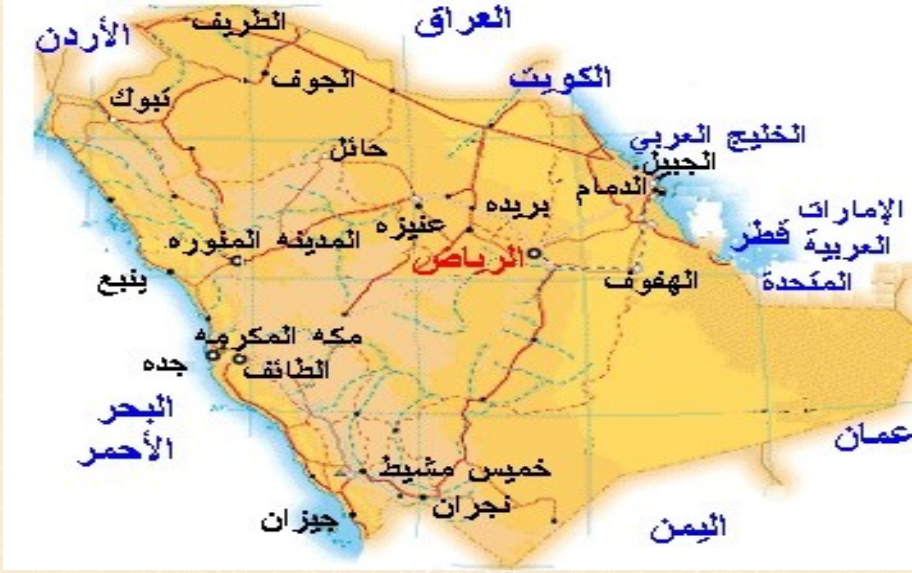 العراق
الأردن
الطريف
الجوف
الكويت
تبوك
الخليج العربي
الجبيل
حائل
الدمام
بريده
عنيزه
الإمارات
العربية
المتحدة
قطر
المدينه المنوره
الرياض
الهفوف
ينبع
مكه المكرمه
جده
الطائف
البحر
الأحمر
عمان
خميس مشيط
نجران
جيزان
اليمن